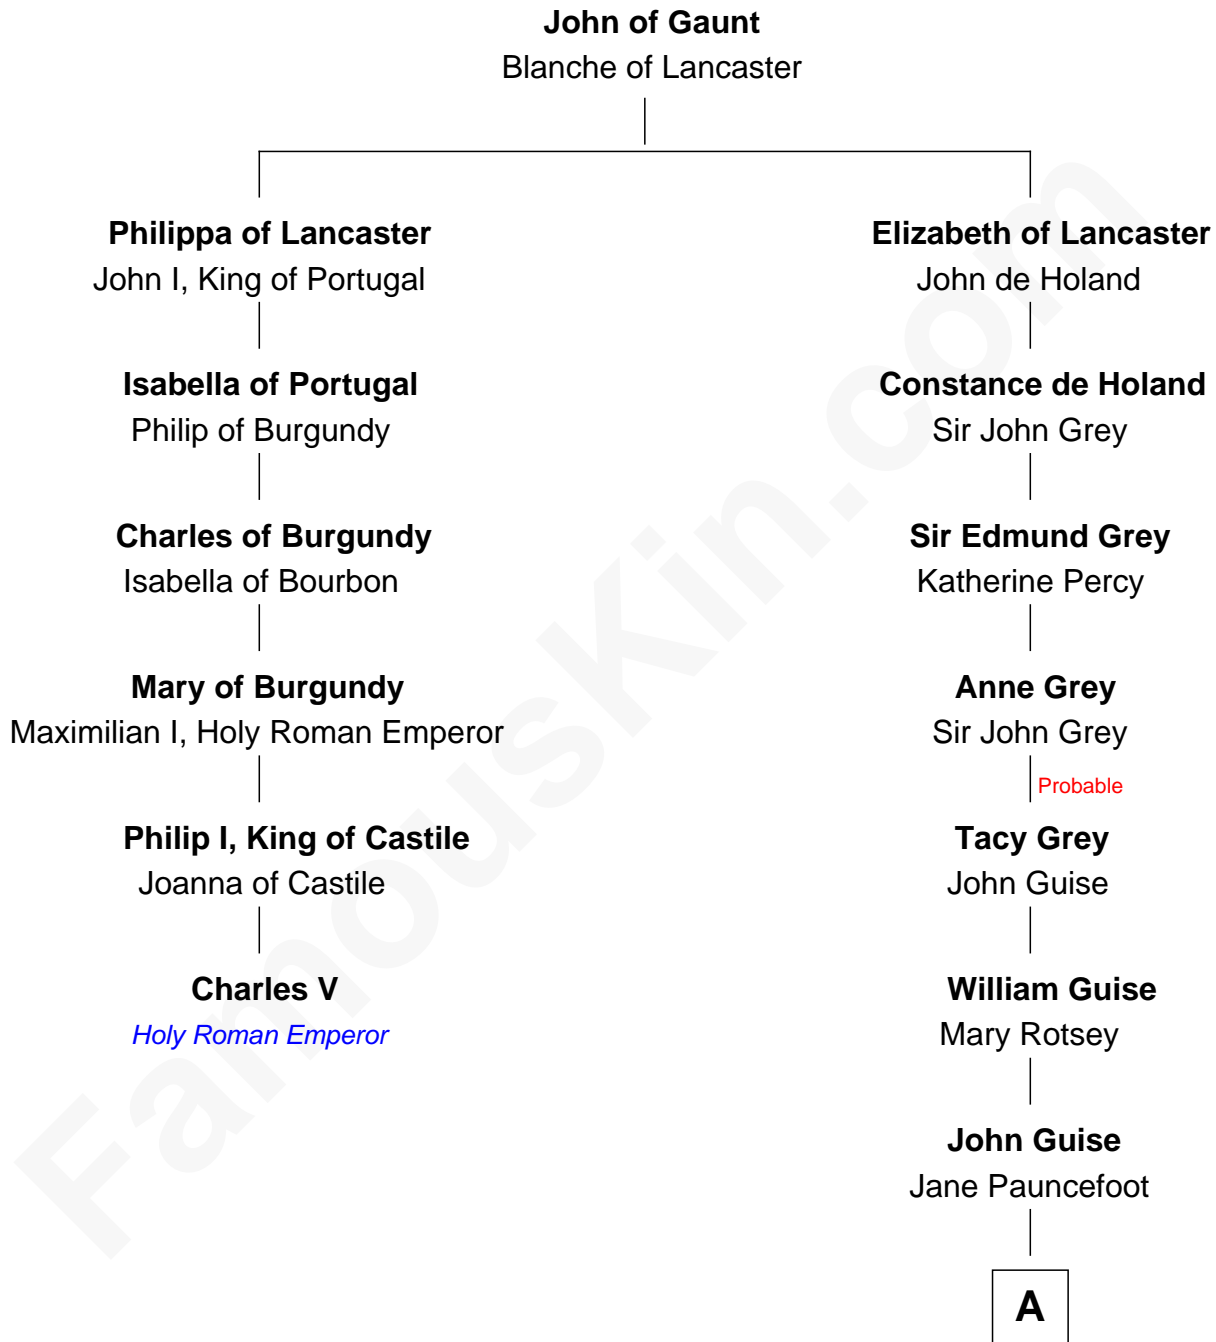 John of Gaunt
Blanche of Lancaster
Philippa of Lancaster
John I, King of Portugal
Elizabeth of Lancaster
John de Holand
Isabella of Portugal
Philip of Burgundy
Constance de Holand
Sir John Grey
Charles of Burgundy
Isabella of Bourbon
Sir Edmund Grey
Katherine Percy
Mary of Burgundy
Maximilian I, Holy Roman Emperor
Anne Grey
Sir John Grey
Probable
Philip I, King of Castile
Joanna of Castile
Tacy Grey
John Guise
Charles V
Holy Roman Emperor
William Guise
Mary Rotsey
John Guise
Jane Pauncefoot
A
FamousKin.com